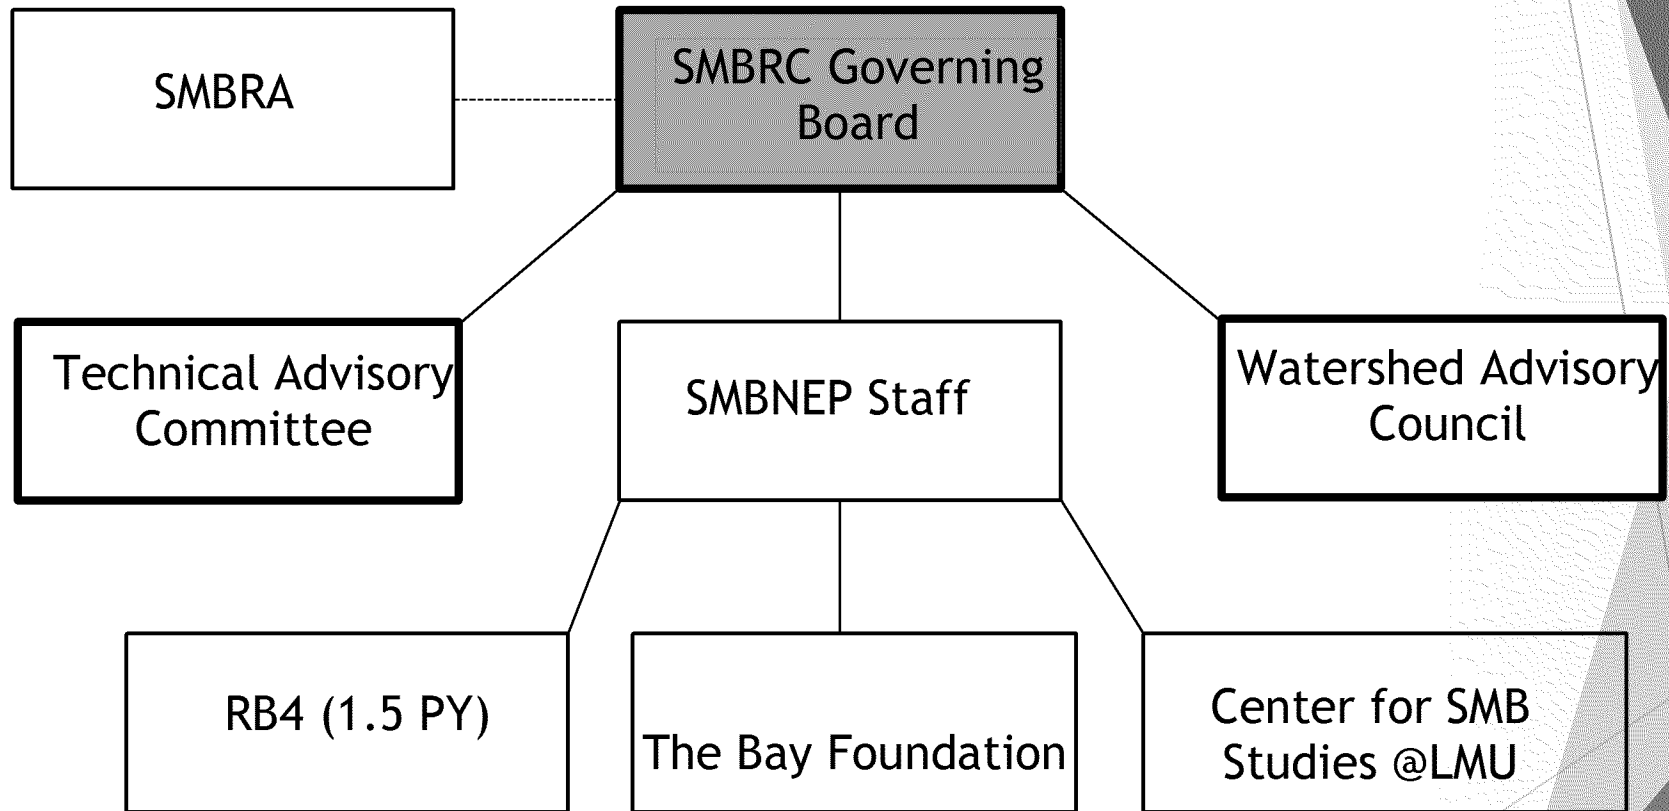 SMBRA
SMBRC Governing
Board
Technical Advisory
Committee
SMBNEP Staff
Watershed Advisory
Council
RB4 (1.5 PY)
The Bay Foundation
Center for SMB
Studies @LMU